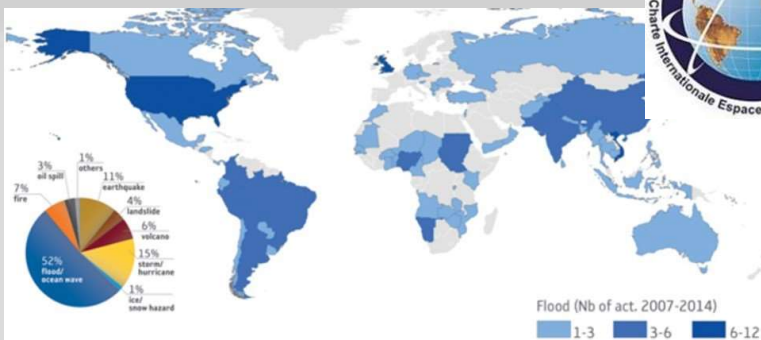 Charte Internationale Espace
1%
others
3%
oil spill
11%
earthquake
7%
fire
4%
landslide
6%
volcano
52%
flood/
ocean wave
15%
storm/
hurricane
1%
ice/
snow hazard
Flood (Nb of act. 2007-2014)
1-3
3-6
6-12